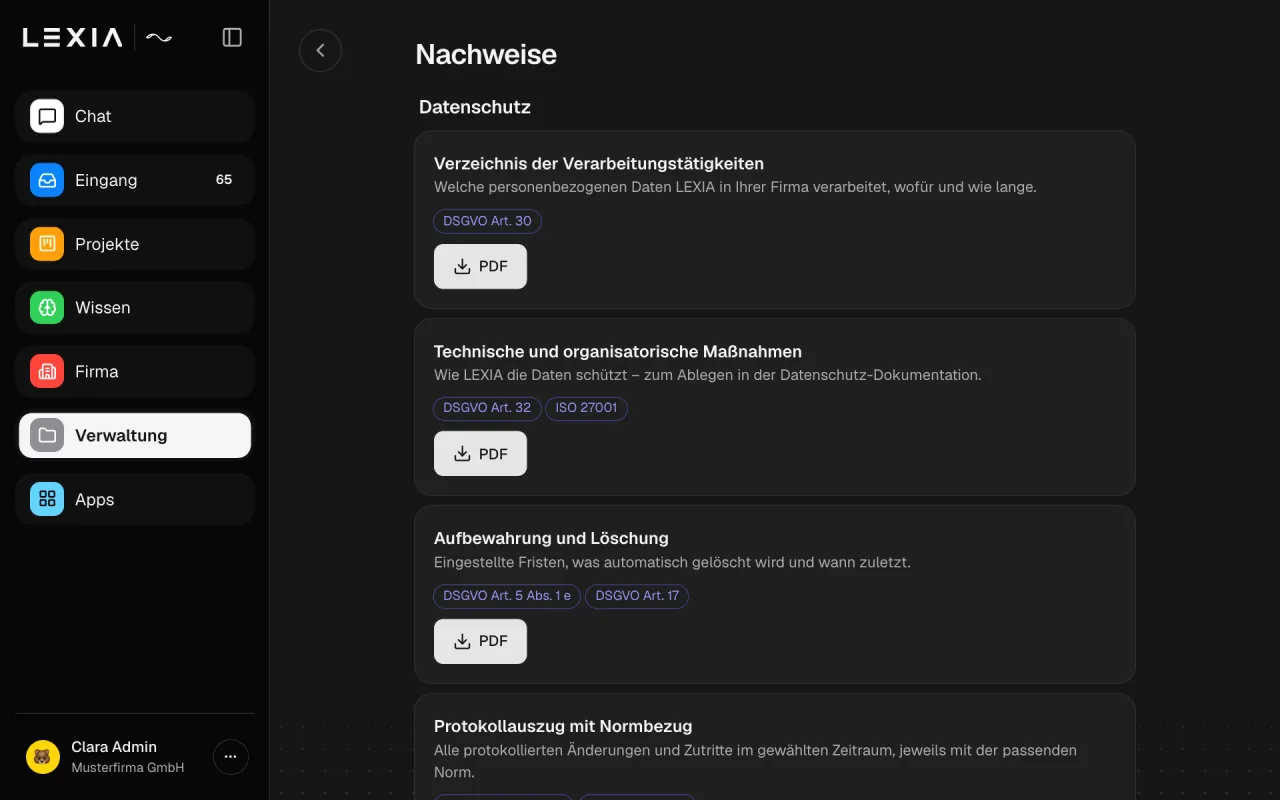 LEXIA
Chat
Eingang 65
Projekte
Wissen
Firma
Verwaltung
Apps
Clara Admin
Musterfirma GmbH
Nachweise
Datenschutz
Verzeichnis der Verarbeitungstätigkeiten
Welche personenbezogenen Daten LEXIA in Ihrer Firma verarbeitet, wofür und wie lange.
DSGVO Art. 30
PDF
Technische und organisatorische Maßnahmen
Wie LEXIA die Daten schützt – zum Ablegen in der Datenschutz-Dokumentation.
DSGVO Art. 32 ISO 27001
PDF
Aufbewahrung und Löschung
Eingestellte Fristen, was automatisch gelöscht wird und wann zuletzt.
DSGVO Art. 5 Abs. 1 e DSGVO Art. 17
PDF
Protokollauszug mit Normbezug
Alle protokollierten Änderungen und Zutritte im gewählten Zeitraum, jeweils mit der passenden
Norm.